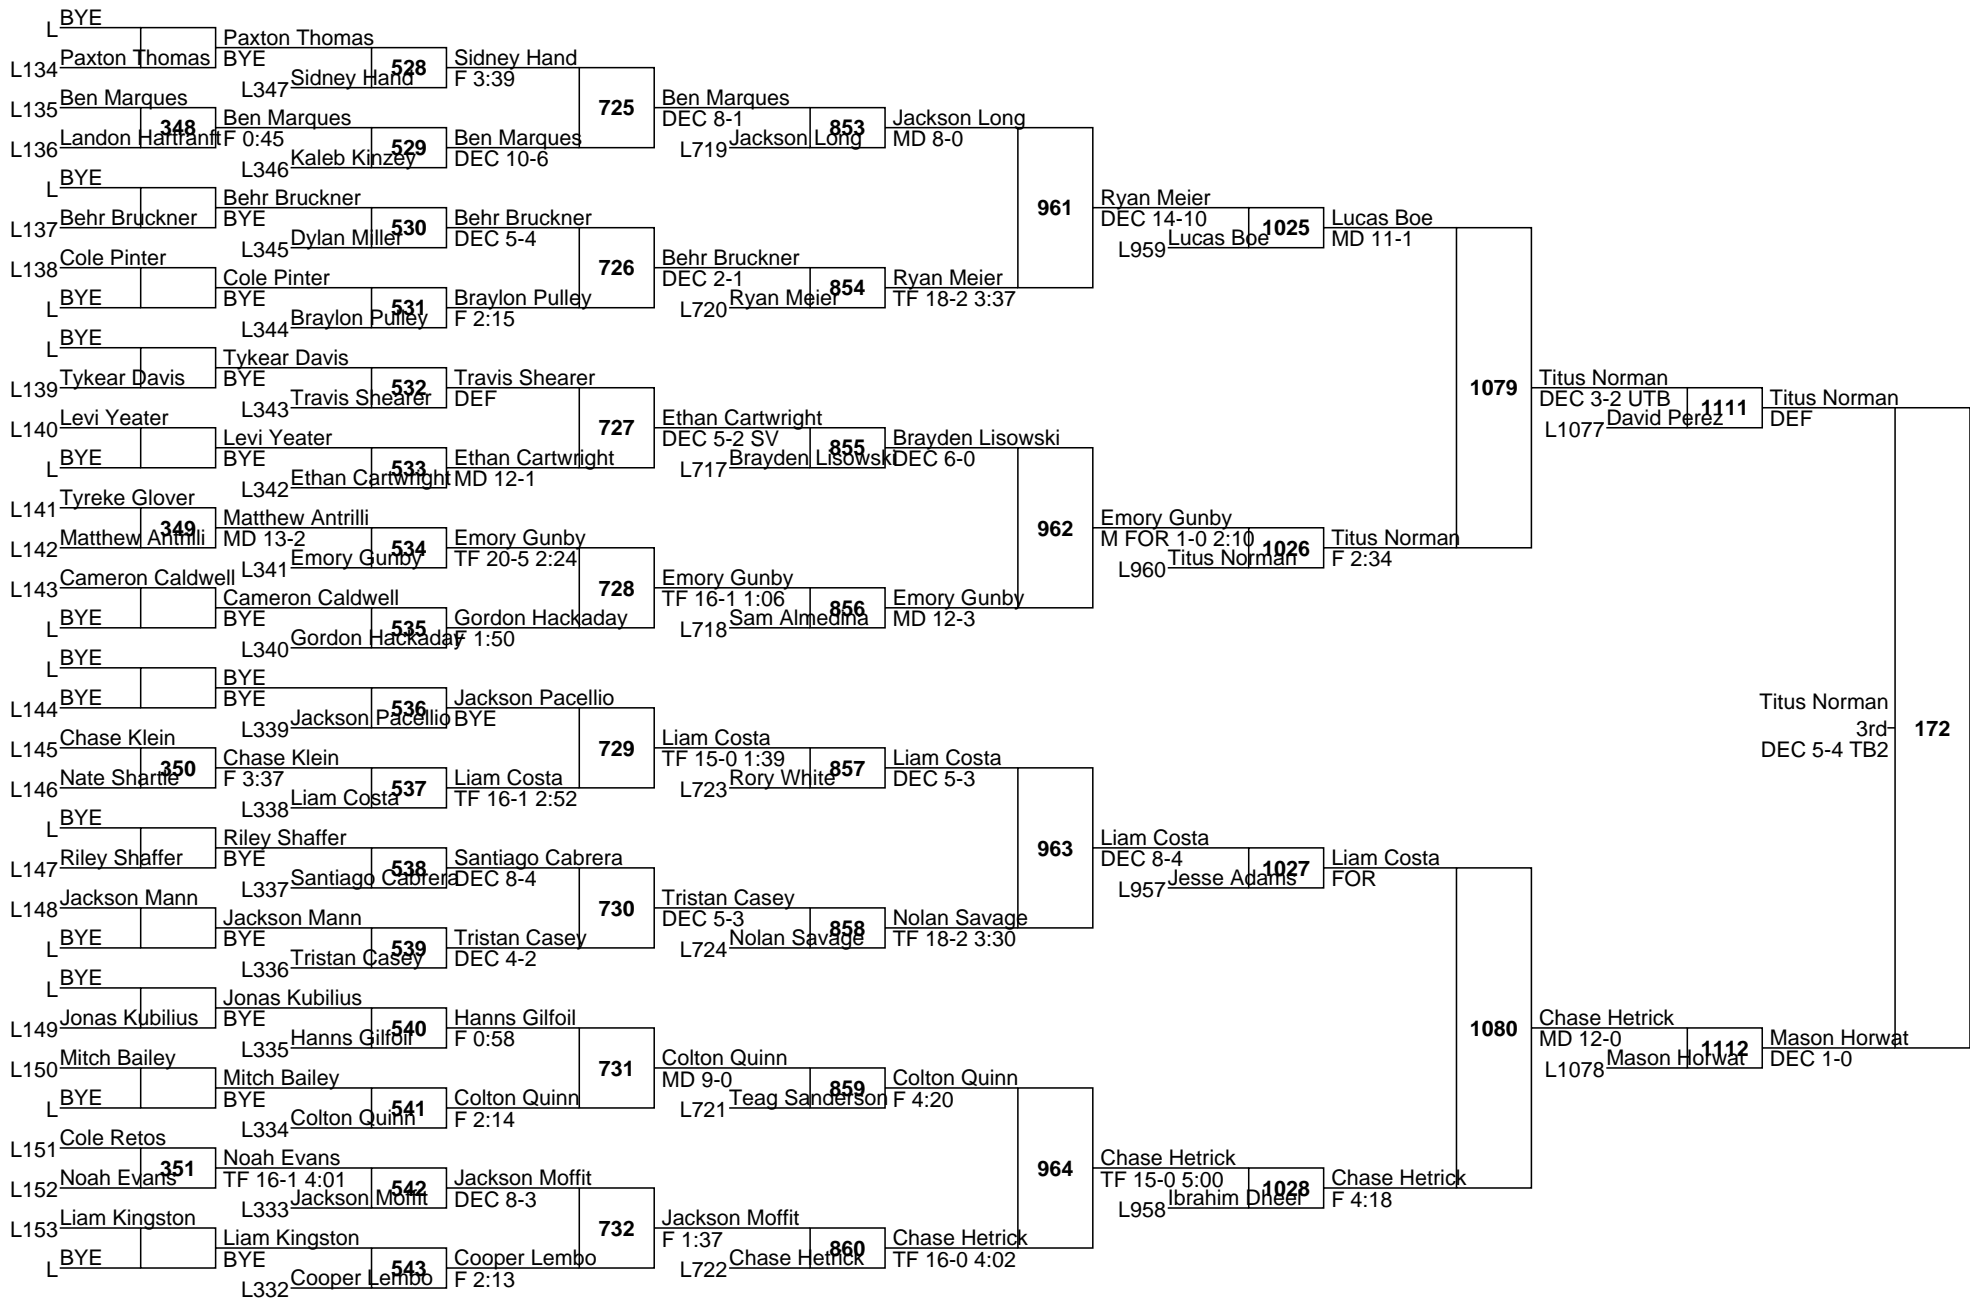 BYE
L
Paxton Thomas
L134
Paxton Thomas
BYE
528
L347 Sidney Hand
Sidney Hand
F 3:39
L135 Ben Marques
348
L136 Landon Hartranft
Ben Marques
F 0:45
529
L346 Kaleb Kinzey
Ben Marques
DEC 10-6
725
Ben Marques
DEC 8-1
853
L719 Jackson Long
Jackson Long
MD 8-0
L BYE
L137 Behr Bruckner
Behr Bruckner
BYE
530
L345 Dylan Miller
Behr Bruckner
DEC 5-4
L138 Cole Pinter
L BYE
Cole Pinter
BYE
531
L344 Braylon Pulley
Braylon Pulley
F 2:15
726
Behr Bruckner
DEC 2-1
854
L720 Ryan Meier
Ryan Meier
TF 18-2 3:37
961
Ryan Meier
DEC 14-10
1025
L959 Lucas Boe
Lucas Boe
MD 11-1
L BYE
L139 Tykear Davis
Tykear Davis
BYE
532
L343 Travis Shearer
Travis Shearer
DEF
L140 Levi Yeater
L BYE
Levi Yeater
BYE
533
L342 Ethan Cartwright
Ethan Cartwright
MD 12-1
727
Ethan Cartwright
DEC 5-2 SV
855
L717 Brayden Lisowski
Brayden Lisowski
DEC 6-0
L141 Tyreke Glover
349
L142 Matthew Antrilli
Matthew Antrilli
MD 13-2
534
L341 Emory Gunby
Emory Gunby
TF 20-5 2:24
L143 Cameron Caldwell
L BYE
Cameron Caldwell
BYE
535
L340 Gordon Hackaday
Gordon Hackaday
F 1:50
728
Emory Gunby
TF 16-1 1:06
856
L718 Sam Almedina
Emory Gunby
MD 12-3
962
Emory Gunby
M FOR 1-0 2:10
1026
L960 Titus Norman
Titus Norman
F 2:34
1079
Titus Norman
DEC 3-2 UTB
1111
L1077 David Perez
Titus Norman
DEF
L BYE
L144 BYE
BYE
BYE
536
L339 Jackson Pacellio
Jackson Pacellio
BYE
L145 Chase Klein
350
L146 Nate Shartle
Chase Klein
F 3:37
537
L338 Liam Costa
Liam Costa
TF 16-1 2:52
729
Liam Costa
TF 15-0 1:39
857
L723 Rory White
Liam Costa
DEC 5-3
L BYE
L147 Riley Shaffer
Riley Shaffer
BYE
538
L337 Santiago Cabrera
Santiago Cabrera
DEC 8-4
L148 Jackson Mann
L BYE
Jackson Mann
BYE
539
L336 Tristan Casey
Tristan Casey
DEC 4-2
730
Tristan Casey
DEC 5-3
858
L724 Nolan Savage
Nolan Savage
TF 18-2 3:30
963
Liam Costa
DEC 8-4
1027
L957 Jesse Adams
Liam Costa
FOR
L BYE
L149 Jonas Kubilius
Jonas Kubilius
BYE
540
L335 Hanns Gilfoil
Hanns Gilfoil
F 0:58
L150 Mitch Bailey
L BYE
Mitch Bailey
BYE
541
L334 Colton Quinn
Colton Quinn
F 2:14
731
Colton Quinn
MD 9-0
859
L721 Teag Sanderson
Colton Quinn
F 4:20
L151 Cole Retos
351
L152 Noah Evans
Noah Evans
TF 16-1 4:01
542
L333 Jackson Moffit
Jackson Moffit
DEC 8-3
L153 Liam Kingston
L BYE
Liam Kingston
BYE
543
L332 Cooper Lembo
Cooper Lembo
F 2:13
732
Jackson Moffit
F 1:37
860
L722 Chase Hetrick
Chase Hetrick
TF 16-0 4:02
964
Chase Hetrick
TF 15-0 5:00
1028
L958 Ibrahim Dheel
Chase Hetrick
F 4:18
1080
Chase Hetrick
MD 12-0
1112
L1078 Mason Horwat
Mason Horwat
DEC 1-0
Titus Norman
3rd
DEC 5-4 TB2
172